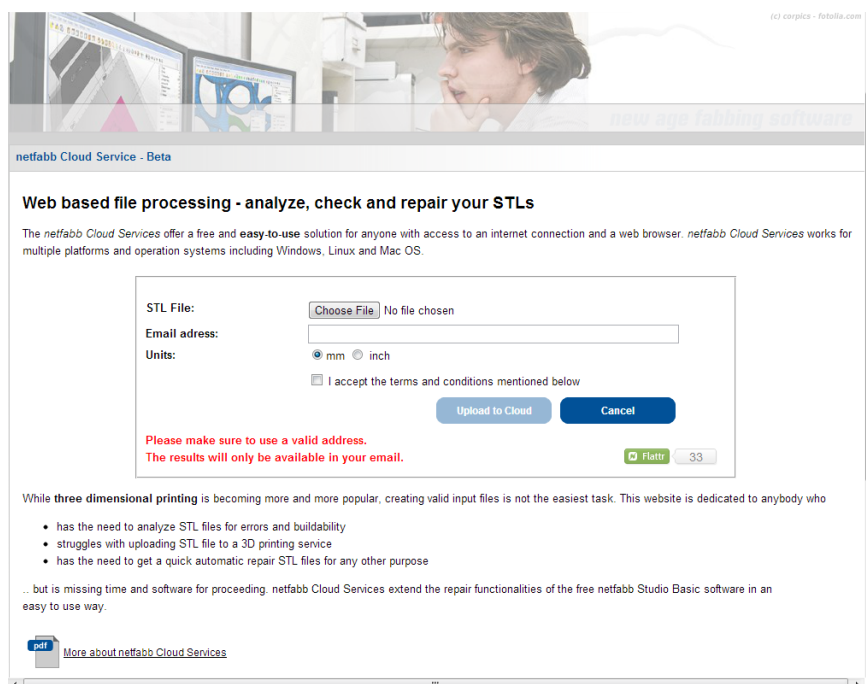 (c) corpics - fotolia.com
new age fabbing software
netfabb Cloud Service - Beta
Web based file processing - analyze, check and repair your STLs
The netfabb Cloud Services offer a free and easy-to-use solution for anyone with access to an internet connection and a web browser. netfabb Cloud Services works for
multiple platforms and operation systems including Windows, Linux and Mac OS.
STL File:
Choose File No file chosen
Email adress:
Units:
mm inch
I accept the terms and conditions mentioned below
Upload to Cloud Cancel
Please make sure to use a valid address.
The results will only be available in your email.
Flattr 33
While three dimensional printing is becoming more and more popular, creating valid input files is not the easiest task. This website is dedicated to anybody who
has the need to analyze STL files for errors and buildability
struggles with uploading STL file to a 3D printing service
has the need to get a quick automatic repair STL files for any other purpose
.. but is missing time and software for proceeding. netfabb Cloud Services extend the repair functionalities of the free netfabb Studio Basic software in an
easy to use way.
pdf
More about netfabb Cloud Services